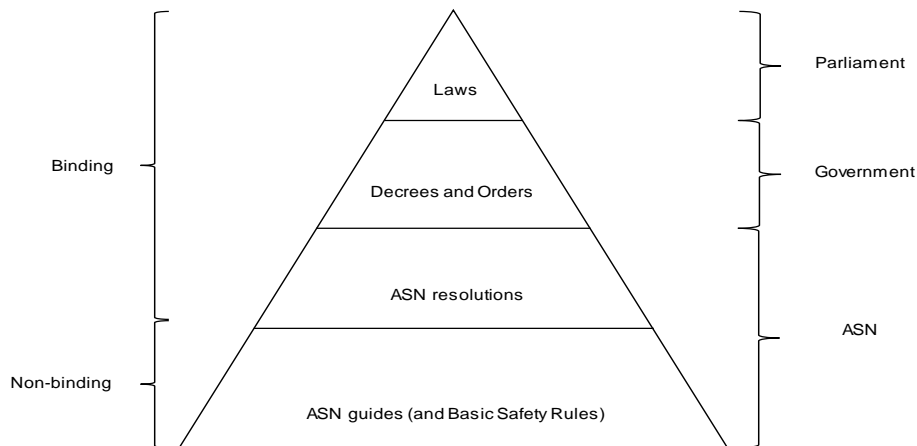 Parliament
Laws
Binding
Government
Decrees and Orders
ASN resolutions
ASN
Non-binding
ASN guides (and Basic Safety Rules)